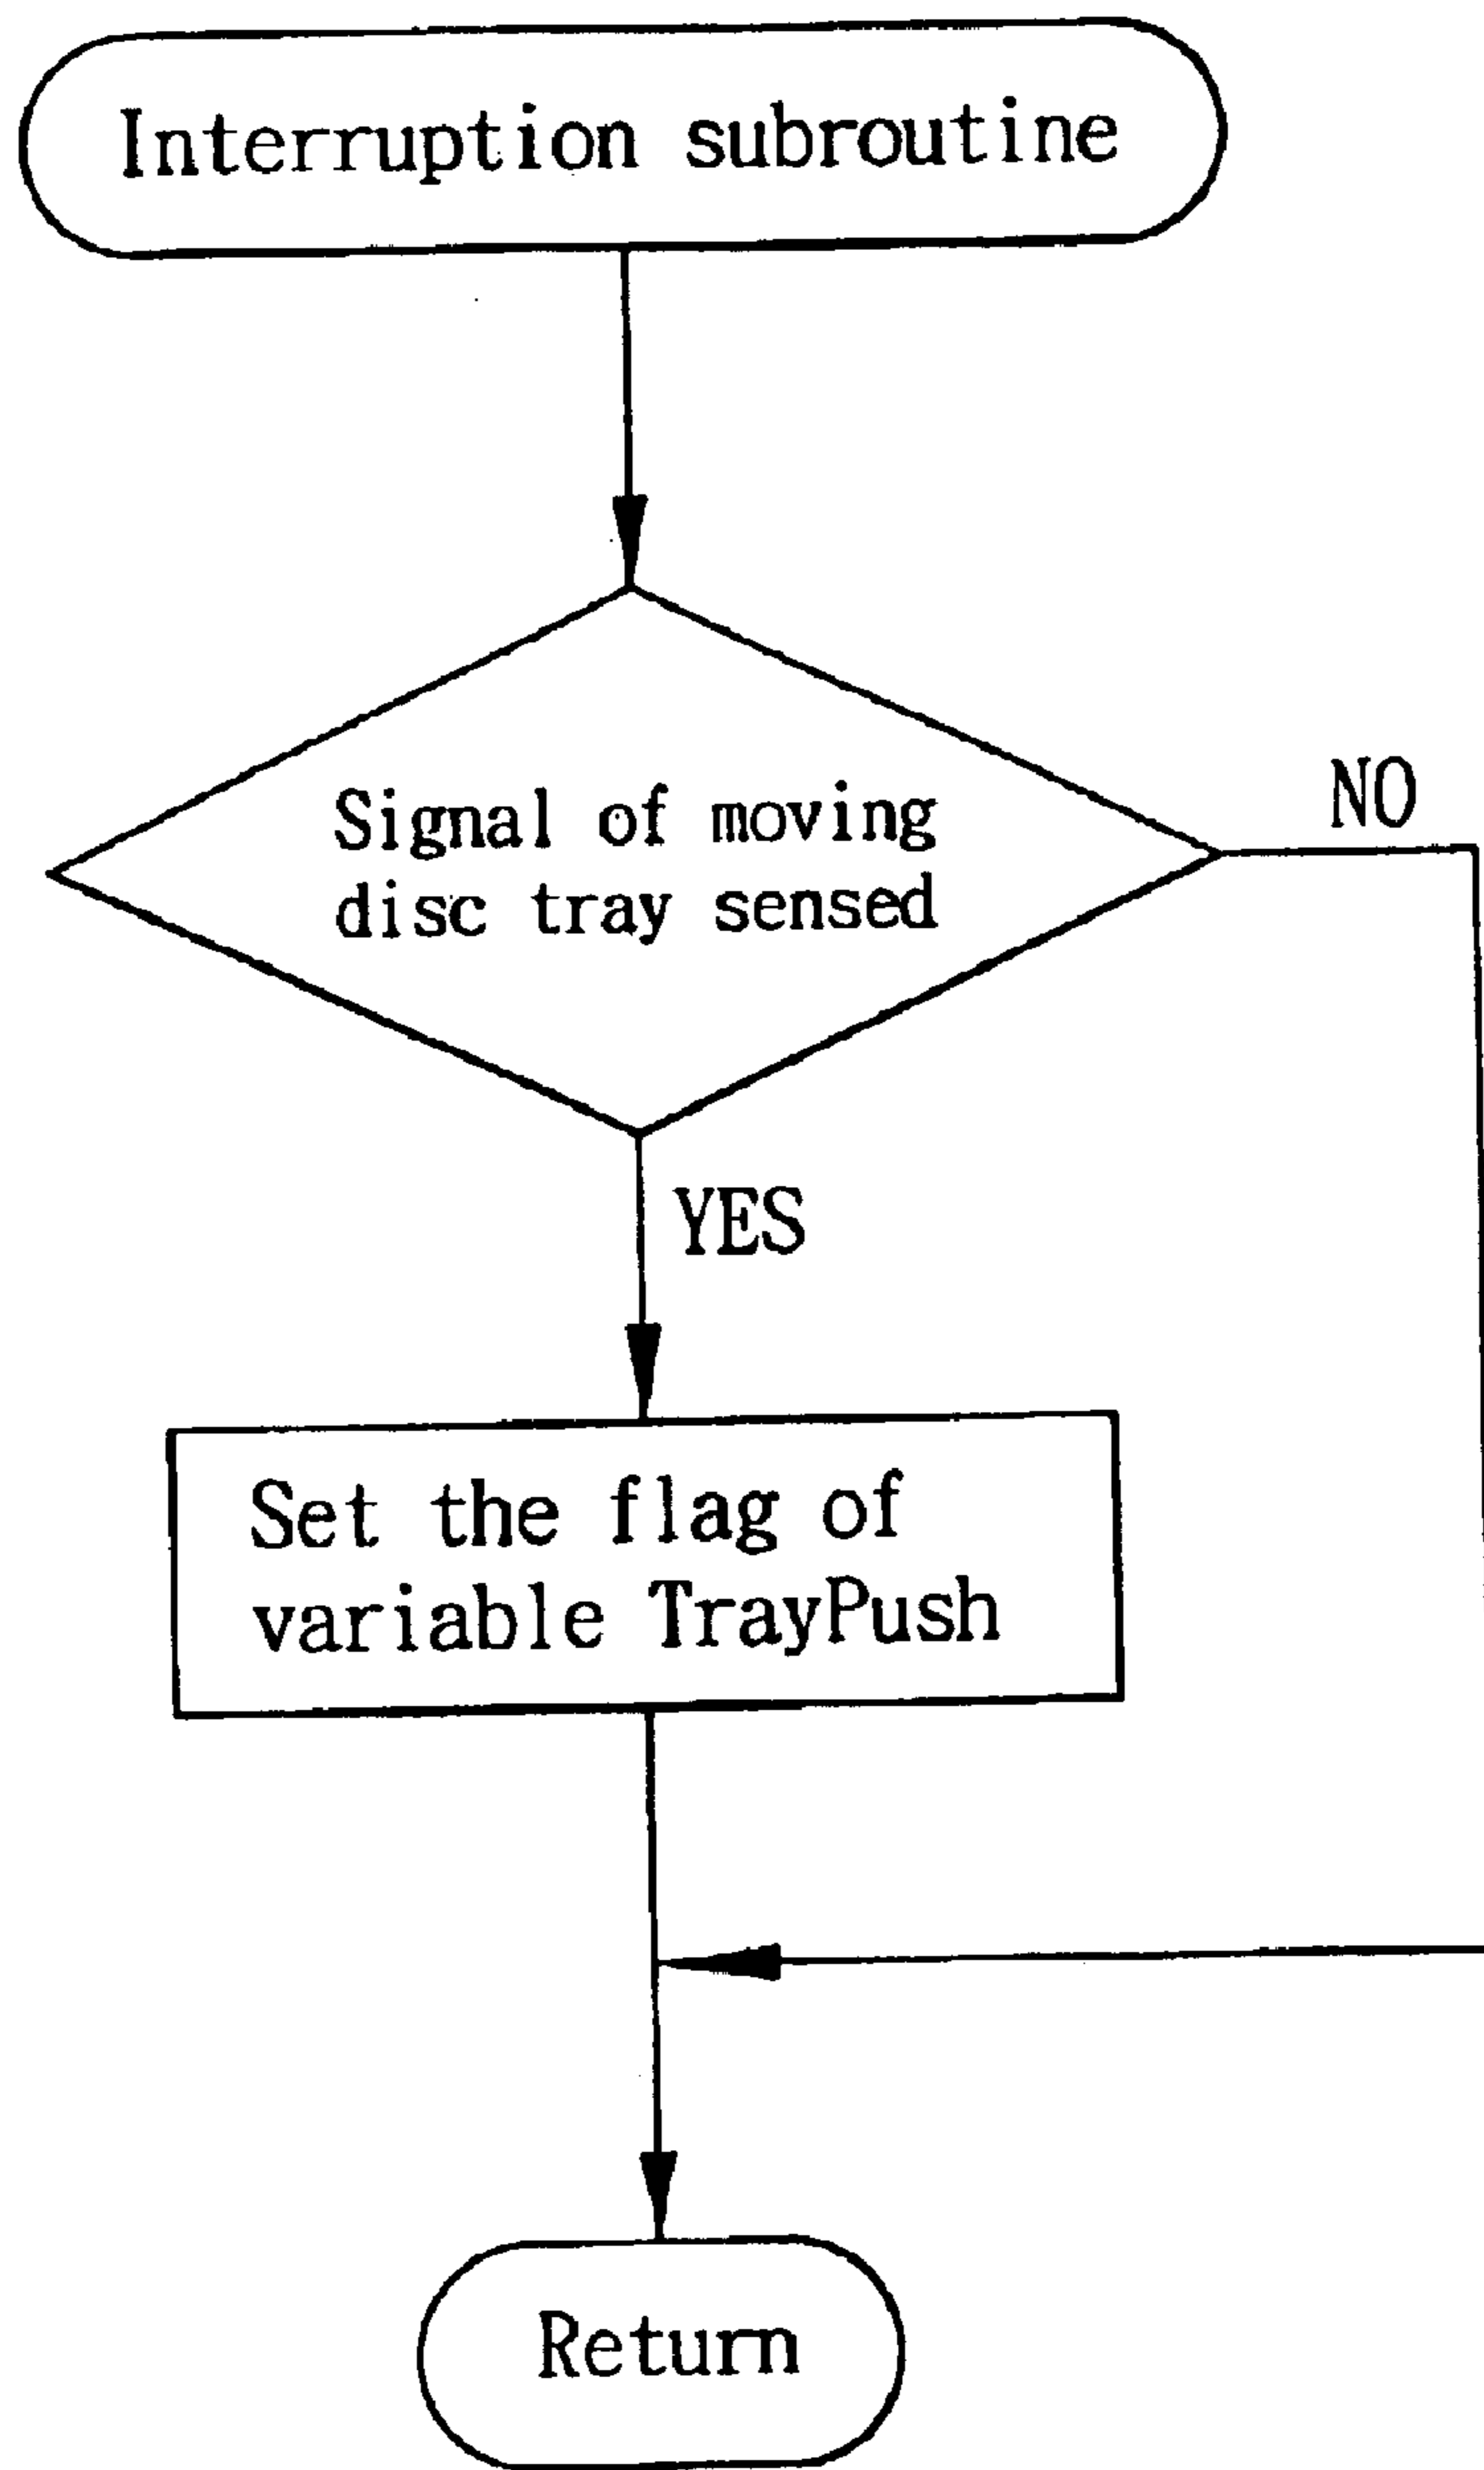 Interruption subroutine
Signal of moving
disc tray sensed
NO
YES
Set the flag of
variable TrayPush
Return